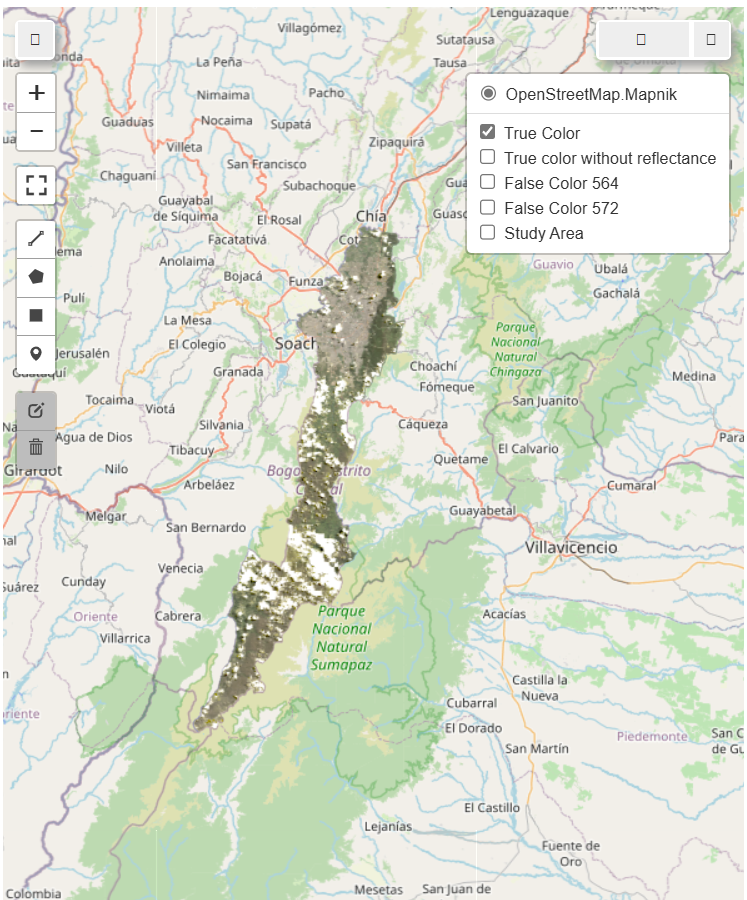 Lenguazaque
Villagómez
Sutatausa
Tausa
La Peña
Nimaima
Pacho
Guaduas
Nocaima
Supatá
Zipaquirá
Villeta
San Francisco
Chaguaní
Subachoque
Guayabal
de Síquima
El Rosal
Chía
Facatativá
Anolaima
Bojacá
Funza
Pulí
La Mesa
El Colegio
Soach
Jerusalén
Granada
Tocaima
Viotá
Silvania
Agua de Dios
Tibacuy
Girardot
Nilo
Arbeláez
Melgar
San Bernardo
Venecia
Suárez
Cunday
Oriente
Cabrera
Villarrica
+
−
OpenStreetMap.Mapnik
True Color
True color without reflectance
False Color 564
False Color 572
Study Area
Guavio
Ubalá
Gachalá
Parque
Nacional
Natural
Chingaza
Choachí
Fómeque
Medina
San Juanito
Cáqueza
El Calvario
Quetame
Cumaral
Guayabetal
Villavicencio
Parque
Nacional
Natural
Sumapaz
Acacías
Castilla la
Nueva
Cubarral
El Dorado
San Martín
Piedemonte
San C
de Gu
El Castillo
Lejanías
Fuente de
Oro
Colombia
Mesetas
San Juan de